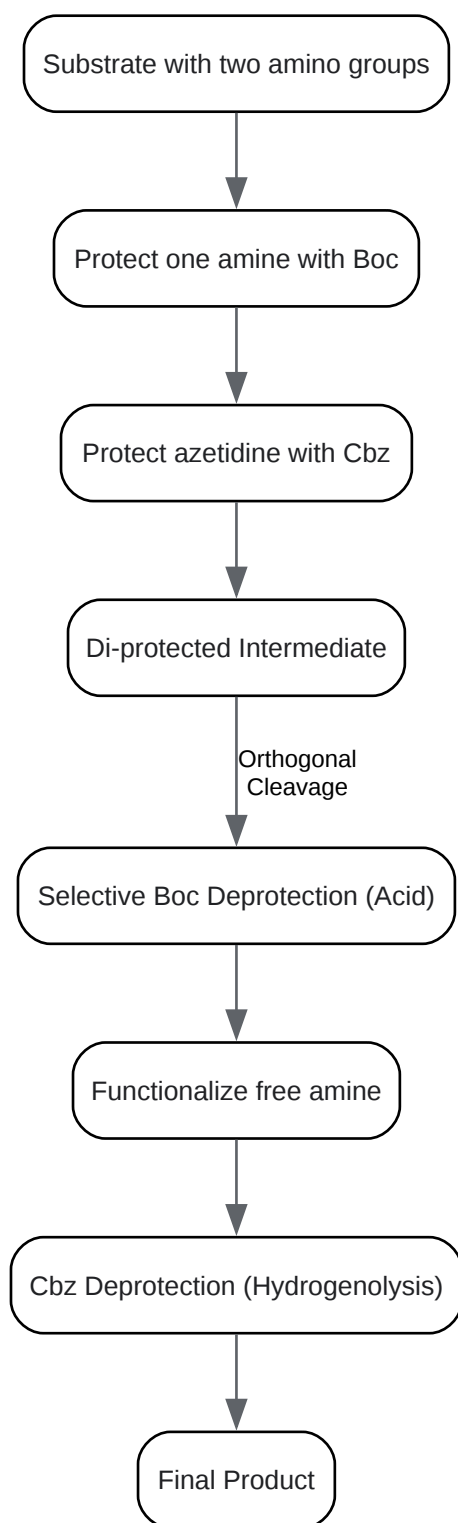 Substrate with two amino groups
Protect one amine with Boc
Protect azetidine with Cbz
Di-protected Intermediate
Orthogonal
Cleavage
Selective Boc Deprotection (Acid)
Functionalize free amine
Cbz Deprotection (Hydrogenolysis)
Final Product